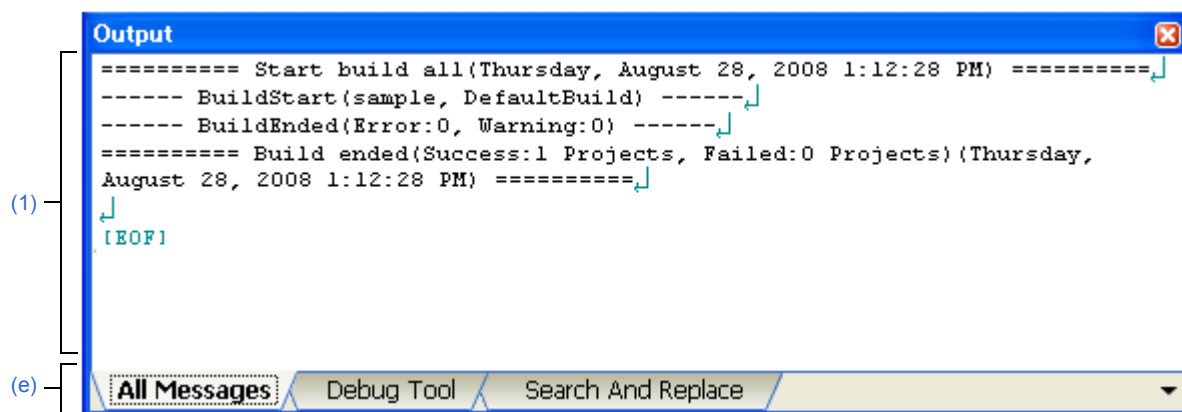 Output
========== Start build all(Thursday, August 28, 2008 1:12:28 PM) ==========
------ BuildStart(sample, DefaultBuild) ------
------ BuildEnded(Error:0, Warning:0) ------
========== Build ended(Success:1 Projects, Failed:0 Projects)(Thursday,
August 28, 2008 1:12:28 PM) ==========
(1)
[EOF]
(e)
All Messages Debug Tool Search And Replace